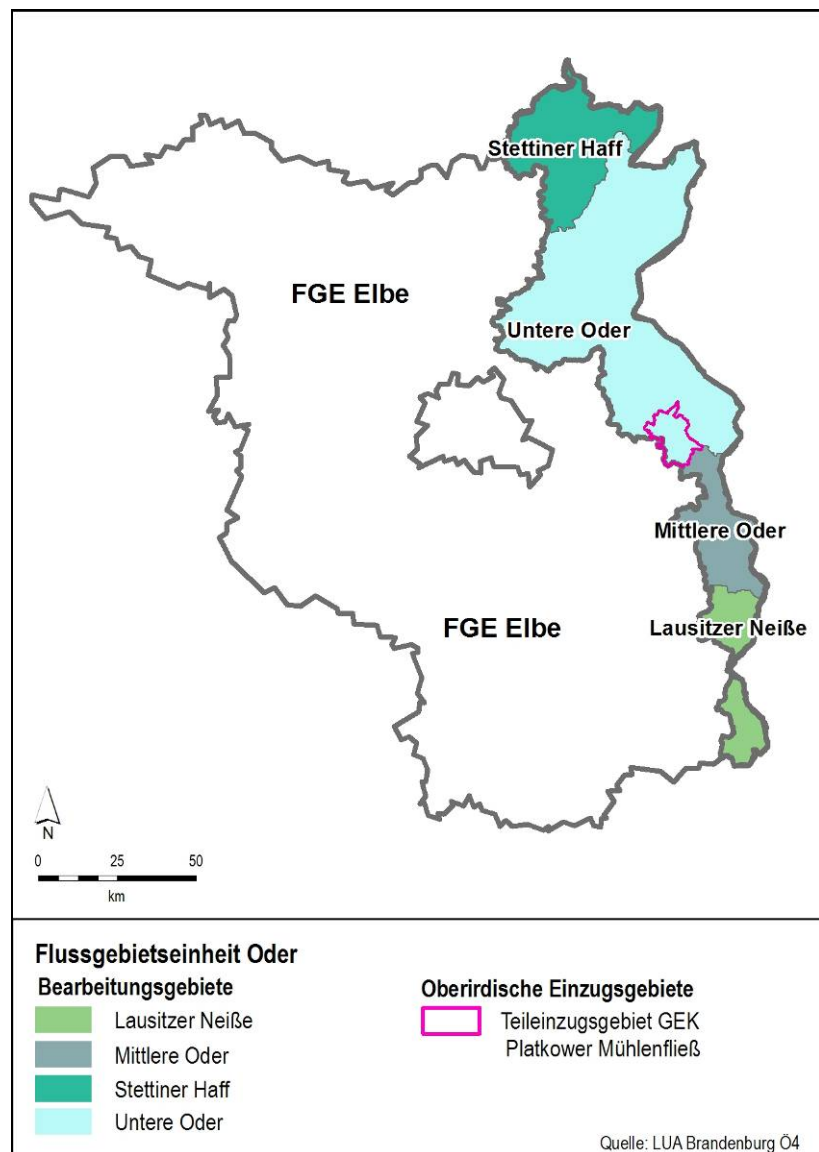 Stettiner Haff
FGE Elbe
Untere Oder
Mittlere Oder
FGE Elbe
Lausitzer Neiße
N
0 25 50
km
Flussgebietseinheit Oder
Bearbeitungsgebiete
Lausitzer Neiße
Mittlere Oder
Stettiner Haff
Untere Oder
Oberirdische Einzugsgebiete
Teileinzugsgebiet GEK
Platkower Mühlenfließ
Quelle: LUA Brandenburg Ö4